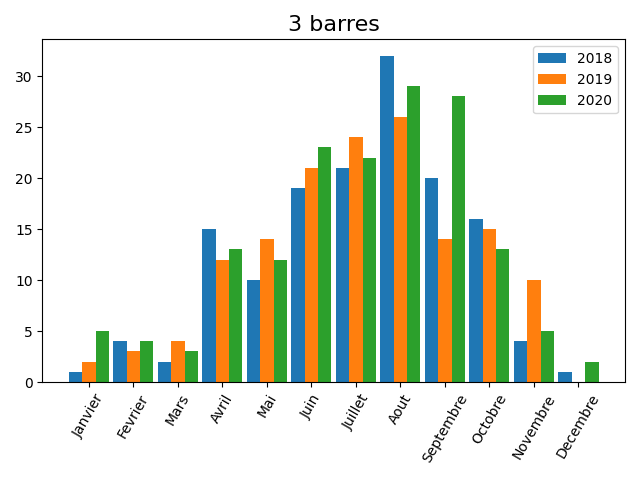 3 barres
2018
2019
2020
30
25
20
15
10
5
0
Janvier
Fevrier
Mars
Avril
Mai
Juin
Juillet
Aout
Septembre
Octobre
Novembre
Decembre